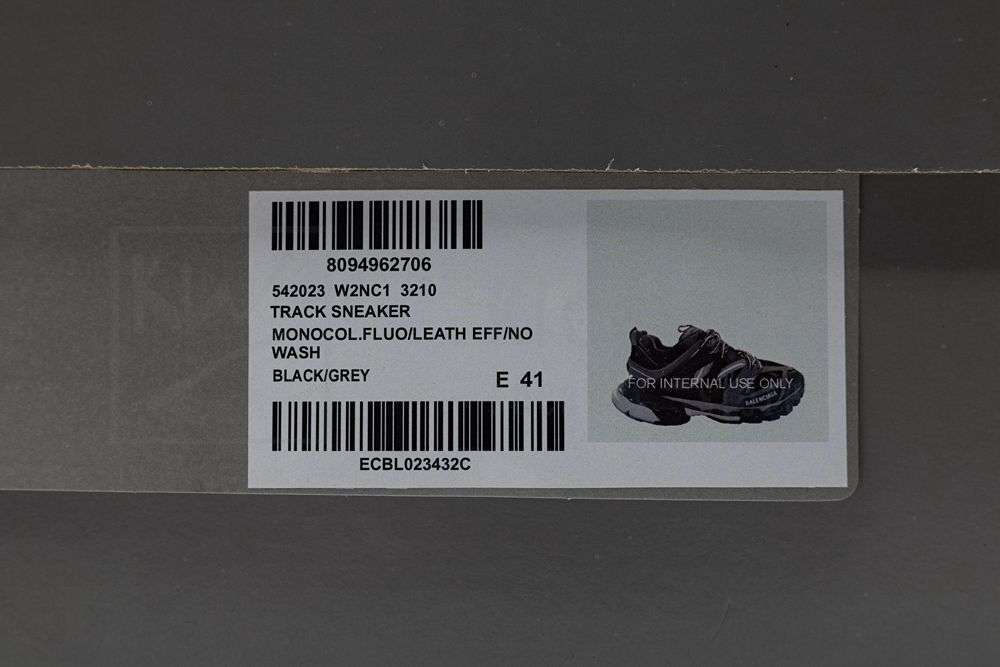 8094962706
542023 W2NC1 3210
TRACK SNEAKER
MONOCOL.FLUO/LEATH EFF/NO
WASH
BLACK/GREY
E 41
ECBL023432C
FOR INTERNAL USE ONLY
BALENCIAGA